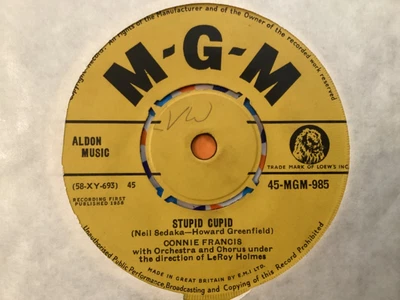 of the Manufacturer and of the Owner of the recorded work reserved
M-G-M
ALDON
MUSIC
TRADE MARK OF LOEW'S INC
(58-XY-693) 45
45-MGM-985
RECORDING FIRST
PUBLISHED 1958
STUPID CUPID
(Neil Sedaka—Howard Greenfield)
CONNIE FRANCIS
with Orchestra and Chorus under
the direction of LeRoy Holmes
Unauthorised Public Performance, Broadcasting and Copying of this Record Prohibited
MADE IN GREAT BRITAIN BY E.M.I. LTD.